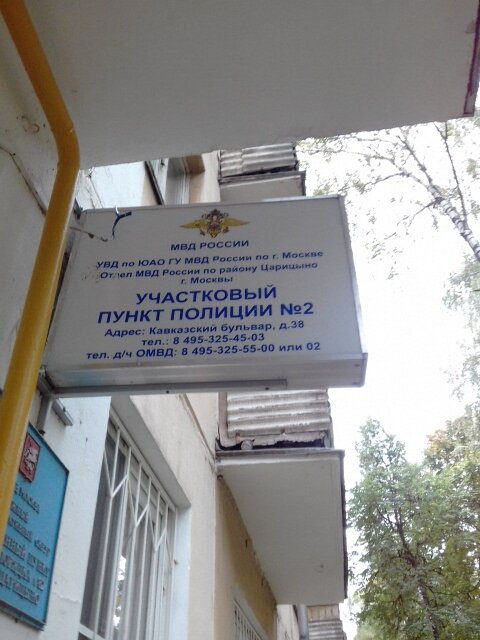 МВД РОССИИ
УВД по ЮАО ГУ МВД России по г. Москве
Отдел МВД России по району Царицыно
г. Москвы
УЧАСТКОВЫЙ
ПУНКТ ПОЛИЦИИ №2
Адрес: Кавказский бульвар, д.38
тел.: 8 495-325-45-03
тел. д/ч ОМВД: 8 495-325-55-00 или 02